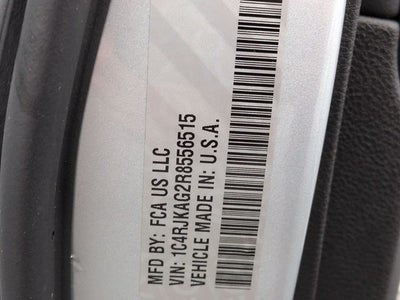 MFD BY: FCA US LLC
VIN: 1C4RJKAG2R8556515
VEHICLE MADE IN: U.S.A.